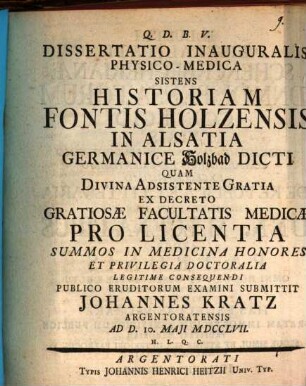 9.
Q. D. B. V.
DISSERTATIO INAUGURALIS
PHYSICO-MEDICA
SISTENS
HISTORIAM
FONTIS HOLZENSIS
IN ALSATIA
GERMANICE Holzbad DICTI
QUAM
DIVINA ADSISTENTE GRATIA
EX DECRETO
GRATIOSÆ FACULTATIS MEDICÆ
PRO LICENTIA
SUMMOS IN MEDICINA HONORES
ET PRIVILEGIA DOCTORALIA
LEGITIME CONSEQUENDI
PUBLICO ERUDITORUM EXAMINI SUBMITTIT
JOHANNES KRATZ
ARGENTORATENSIS
AD D. 10. MAJI MDCCLVII.
H. L. Q. C.
ARGENTORATI
TYPIS JOHANNIS HENRICI HEITZII UNIV. TYP.